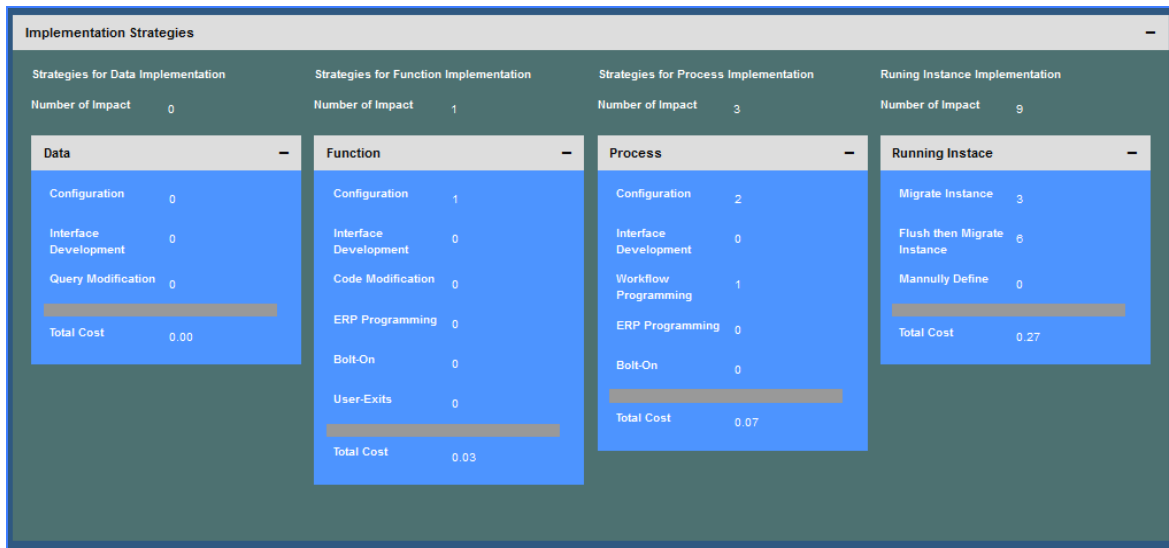 Implementation Strategies −
Strategies for Data Implementation
Number of Impact 0
Data −
Configuration 0
Interface
Development 0
Query Modification 0
Total Cost 0.00
Strategies for Function Implementation
Number of Impact 1
Function −
Configuration 1
Interface
Development 0
Code Modification 0
ERP Programming 0
Bolt-On 0
User-Exits 0
Total Cost 0.03
Strategies for Process Implementation
Number of Impact 3
Process −
Configuration 2
Interface
Development 0
Workflow
Programming 1
ERP Programming 0
Bolt-On 0
Total Cost 0.07
Runing Instance Implementation
Number of Impact 9
Running Instace −
Migrate Instance 3
Flush then Migrate
Instance 6
Mannully Define 0
Total Cost 0.27